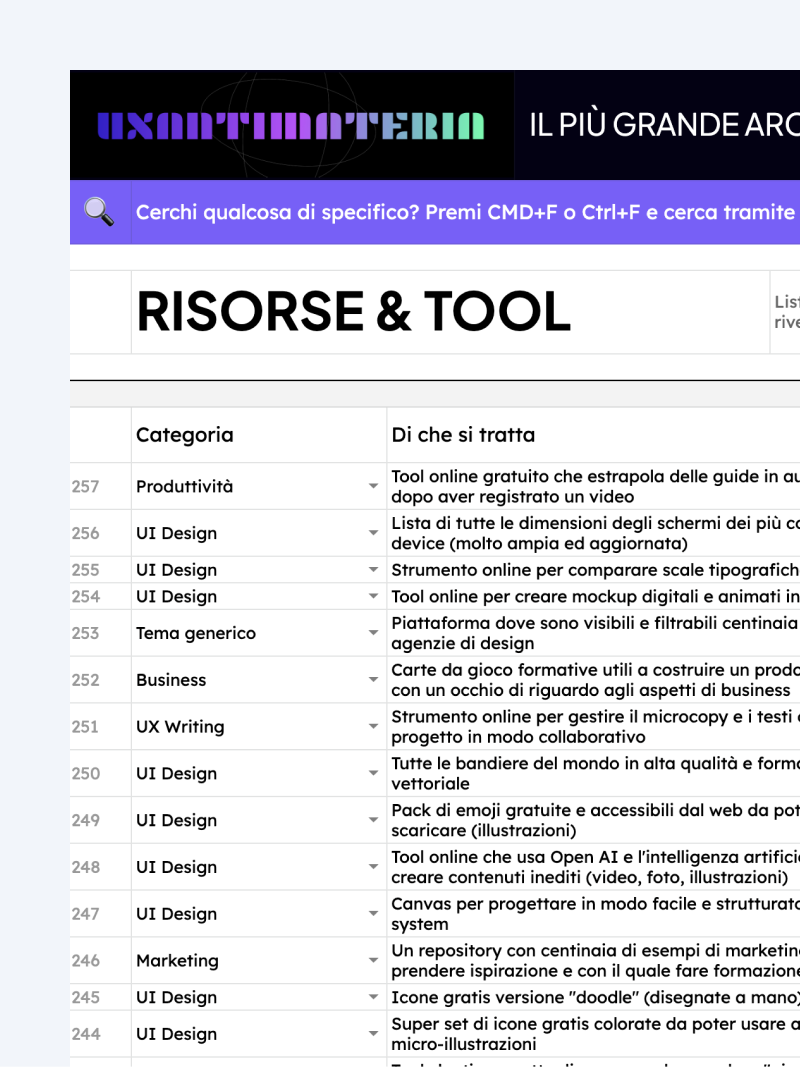 UXANTIMATERIA
IL PIÙ GRANDE ARC
Cerchi qualcosa di specifico? Premi CMD+F o Ctrl+F e cerca tramite
RISORSE & TOOL
List
rive
Categoria
Di che si tratta
257
Produttività
Tool online gratuito che estrapola delle guide in au
dopo aver registrato un video
256
UI Design
Lista di tutte le dimensioni degli schermi dei più co
device (molto ampia ed aggiornata)
255
UI Design
Strumento online per comparare scale tipografich
254
UI Design
Tool online per creare mockup digitali e animati in
253
Tema generico
Piattaforma dove sono visibili e filtrabili centinaia
agenzie di design
252
Business
Carte da gioco formative utili a costruire un prodo
con un occhio di riguardo agli aspetti di business
251
UX Writing
Strumento online per gestire il microcopy e i testi
progetto in modo collaborativo
250
UI Design
Tutte le bandiere del mondo in alta qualità e forma
vettoriale
249
UI Design
Pack di emoji gratuite e accessibili dal web da pot
scaricare (illustrazioni)
248
UI Design
Tool online che usa Open AI e l'intelligenza artificio
creare contenuti inediti (video, foto, illustrazioni)
247
UI Design
Canvas per progettare in modo facile e strutturato
system
246
Marketing
Un repository con centinaia di esempi di marketing
prendere ispirazione e con il quale fare formazione
245
UI Design
Icone gratis versione "doodle" (disegnate a mano)
244
UI Design
Super set di icone gratis colorate da poter usare a
micro-illustrazioni